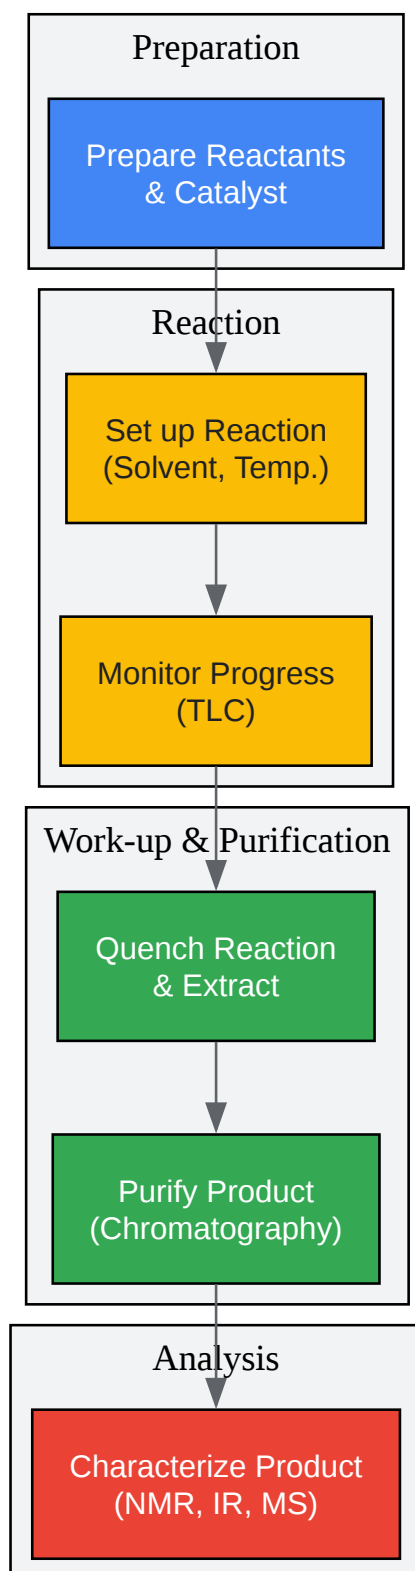 Preparation
Prepare Reactants
& Catalyst
Reaction
Set up Reaction
(Solvent, Temp.)
Monitor Progress
(TLC)
Work-up & Purification
Quench Reaction
& Extract
Purify Product
(Chromatography)
Analysis
Characterize Product
(NMR, IR, MS)